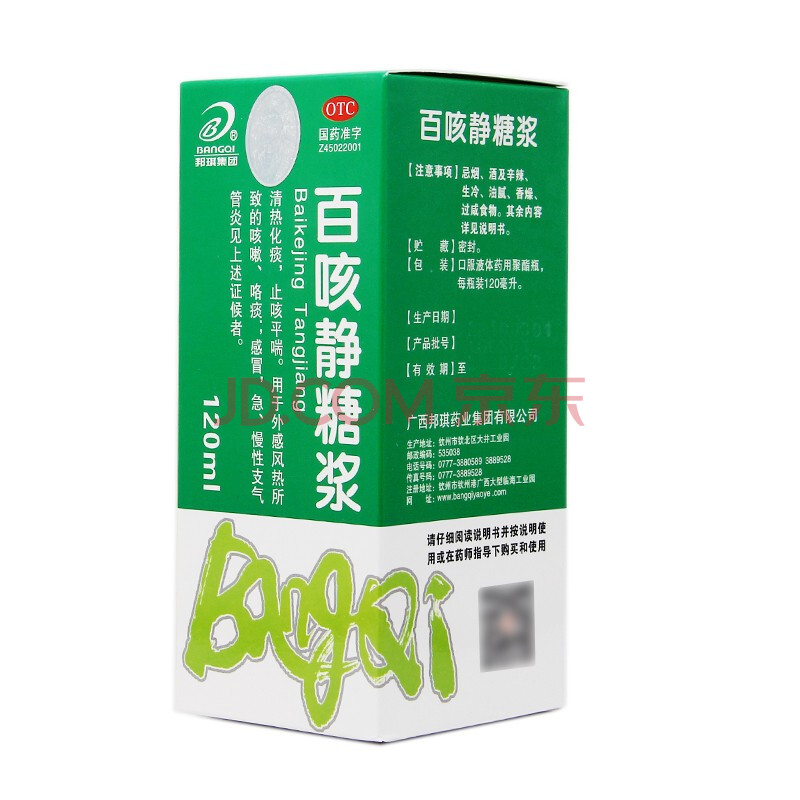 BANGQI
®
邦琪集团
OTC
国药准字
Z45022001
百咳静糖浆
Baikejing Tangjiang
清热化痰，止咳平喘。用于外感风热所
致的咳嗽、咯痰；感冒，急、慢性支气
管炎见上述证候者。
120ml
BangQi
百咳静糖浆
【注意事项】忌烟、酒及辛辣、
生冷、油腻、香燥、
过咸食物。其余内容
详见说明书。
【贮 藏】密封。
【包 装】口服液体药用聚酯瓶，
每瓶装120毫升。
【生产日期】
【产品批号】
【有 效 期】至
广西邦琪药业集团有限公司
生产地址：钦州市钦北区大井工业园
邮政编码：535038
电话号码：0777-3880589 3889528
传真号码：0777-3889528
注册地址：钦州市钦州港广西大型临海工业园
网 址：www.bangqiyaoye.com
请仔细阅读说明书并按说明使
用或在药师指导下购买和使用
JD.COM 京东